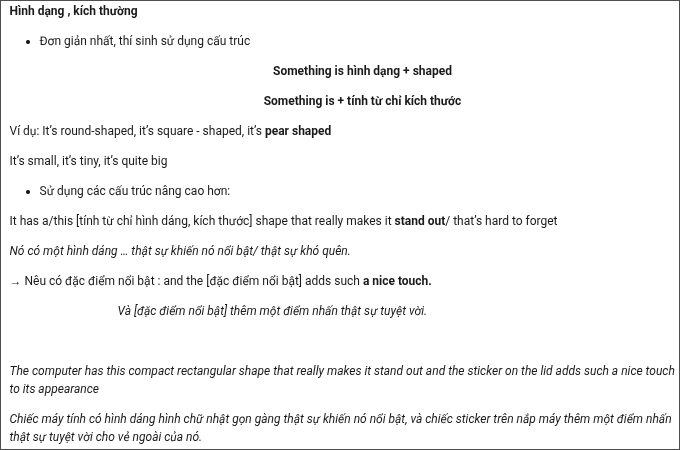 Hình dạng , kích thường
• Đơn giản nhất, thí sinh sử dụng cấu trúc
Something is hình dạng + shaped
Something is + tính từ chỉ kích thước
Ví dụ: It’s round-shaped, it’s square - shaped, it’s pear shaped
It’s small, it’s tiny, it’s quite big
• Sử dụng các cấu trúc nâng cao hơn:
It has a/this [tính từ chỉ hình dáng, kích thước] shape that really makes it stand out/ that’s hard to forget
Nó có một hình dáng … thật sự khiến nó nổi bật/ thật sự khó quên.
→ Nêu có đặc điểm nổi bật : and the [đặc điểm nổi bật] adds such a nice touch.
Và [đặc điểm nổi bật] thêm một điểm nhấn thật sự tuyệt vời.
The computer has this compact rectangular shape that really makes it stand out and the sticker on the lid adds such a nice touch
to its appearance
Chiếc máy tính có hình dáng hình chữ nhật gọn gàng thật sự khiến nó nổi bật, và chiếc sticker trên nắp máy thêm một điểm nhấn
thật sự tuyệt vời cho vẻ ngoài của nó.